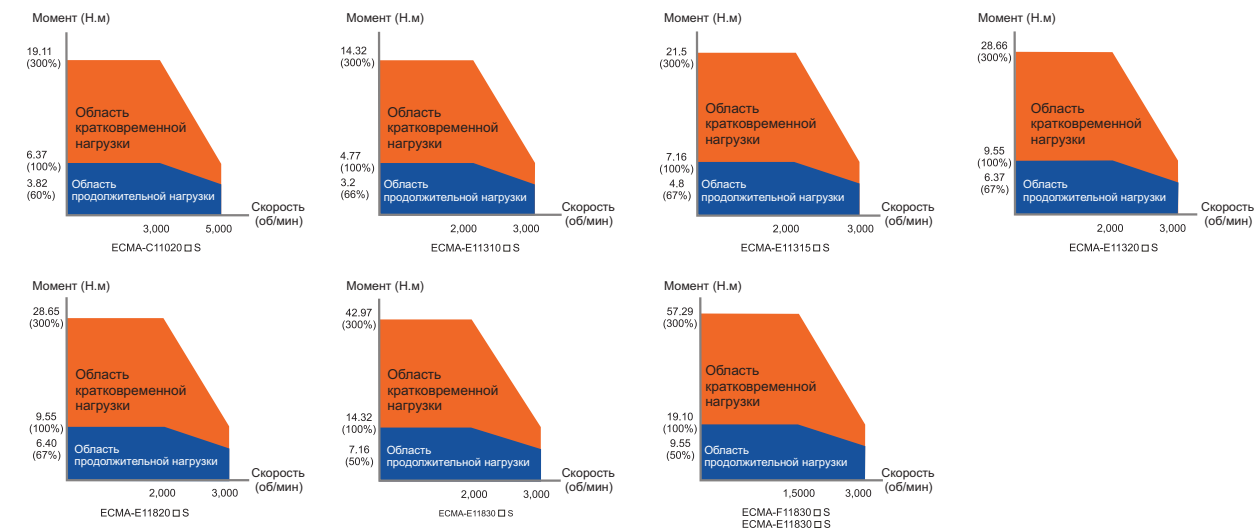 Момент (Н.м)
19.11
(300%)
Область
кратковременной
нагрузки
6.37
(100%)
3.82
(60%)
Область
продолжительной нагрузки
Скорость
(об/мин)
3,000
5,000
ECMA-C11020□S
Момент (Н.м)
14.32
(300%)
Область
кратковременной
нагрузки
4.77
(100%)
3.2
(66%)
Область
продолжительной нагрузки
Скорость
(об/мин)
2,000
3,000
ECMA-E11310□S
Момент (Н.м)
21.5
(300%)
Область
кратковременной
нагрузки
7.16
(100%)
4.8
(67%)
Область
продолжительной нагрузки
Скорость
(об/мин)
2,000
3,000
ECMA-E11315□S
Момент (Н.м)
28.66
(300%)
Область
кратковременной
нагрузки
9.55
(100%)
6.37
(67%)
Область
продолжительной нагрузки
Скорость
(об/мин)
2,000
3,000
ECMA-E11320□S
Момент (Н.м)
28.65
(300%)
Область
кратковременной
нагрузки
9.55
(100%)
6.40
(67%)
Область
продолжительной нагрузки
Скорость
(об/мин)
2,000
3,000
ECMA-E11820□S
Момент (Н.м)
42.97
(300%)
Область
кратковременной
нагрузки
14.32
(100%)
7.16
(50%)
Область
продолжительной нагрузки
Скорость
(об/мин)
2,000
3,000
ECMA-E11830□S
Момент (Н.м)
57.29
(300%)
Область
кратковременной
нагрузки
19.10
(100%)
9.55
(50%)
Область
продолжительной нагрузки
Скорость
(об/мин)
1,5000
3,000
ECMA-F11830□S
ECMA-E11830□S